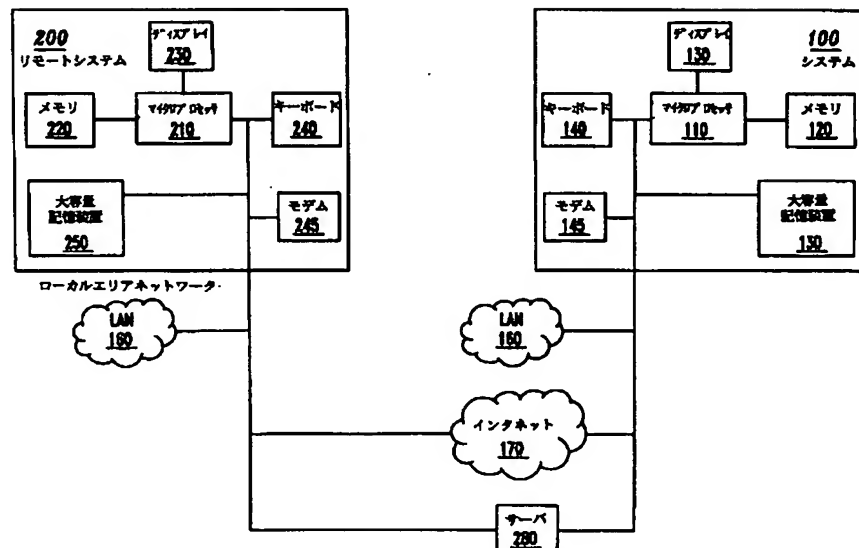 200
リモートシステム
ディスプレイ
230
メモリ
220
マイクロプロセッサ
210
キーボード
240
大容量
記憶装置
250
モデム
245
100
システム
ディスプレイ
130
キーボード
140
マイクロプロセッサ
110
メモリ
120
モデム
145
大容量
記憶装置
130
ローカルエリアネットワーク
LAN
160
LAN
160
インタネット
170
サーバ
280